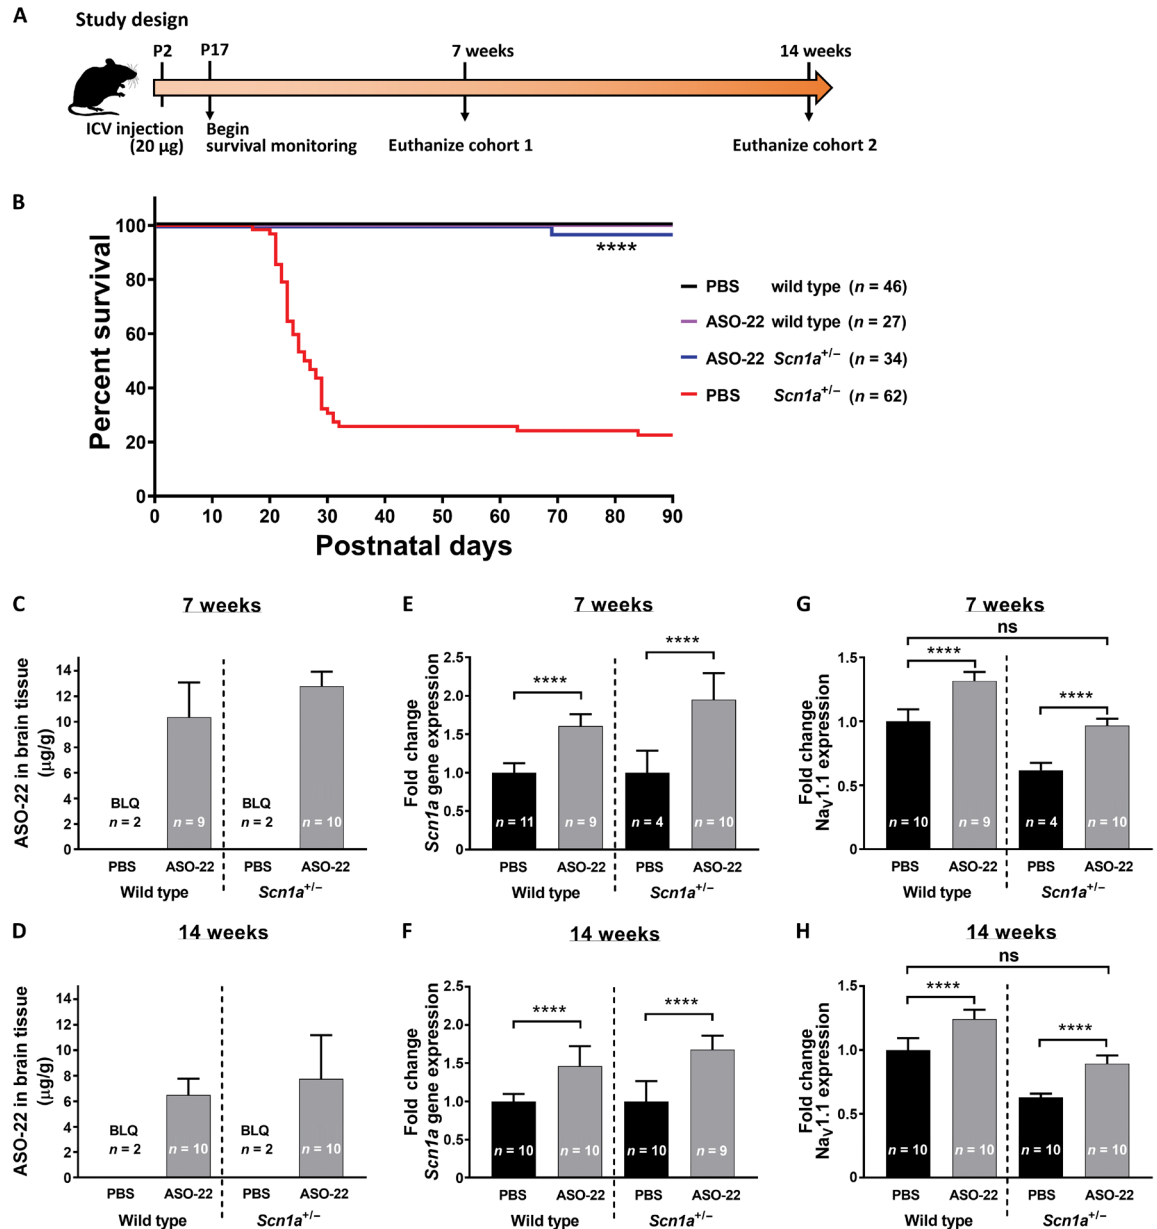 A
Study design
P2
P17
7 weeks
14 weeks
ICV injection
(20 µg)
Begin
survival monitoring
Euthanize cohort 1
Euthanize cohort 2
B
Percent survival
100
80
60
40
20
0
****
0 10 20 30 40 50 60 70 80 90
Postnatal days
PBS wild type (n = 46)
ASO-22 wild type (n = 27)
ASO-22 Scn1a+/– (n = 34)
PBS Scn1a+/– (n = 62)
C
7 weeks
ASO-22 in brain tissue
(µg/g)
14
12
10
8
6
4
2
0
BLQ
n = 2
n = 9
BLQ
n = 2
n = 10
PBS ASO-22 PBS ASO-22
Wild type Scn1a+/–
E
7 weeks
Fold change
Scn1a gene expression
2.5
2.0
1.5
1.0
0.5
0
****
****
n = 11
n = 9
n = 4
n = 10
PBS ASO-22 PBS ASO-22
Wild type Scn1a+/–
G
7 weeks
ns
Fold change
NaV1.1 expression
1.5
1.0
0.5
0
****
****
n = 10
n = 9
n = 4
n = 10
PBS ASO-22 PBS ASO-22
Wild type Scn1a+/–
D
14 weeks
ASO-22 in brain tissue
(µg/g)
14
12
10
8
6
4
2
0
BLQ
n = 2
n = 10
BLQ
n = 2
n = 10
PBS ASO-22 PBS ASO-22
Wild type Scn1a+/–
F
14 weeks
Fold change
Scn1a gene expression
2.5
2.0
1.5
1.0
0.5
0
****
****
n = 10
n = 10
n = 10
n = 9
PBS ASO-22 PBS ASO-22
Wild type Scn1a+/–
H
14 weeks
ns
Fold change
NaV1.1 expression
1.5
1.0
0.5
0
****
****
n = 10
n = 10
n = 10
n = 10
PBS ASO-22 PBS ASO-22
Wild type Scn1a+/–